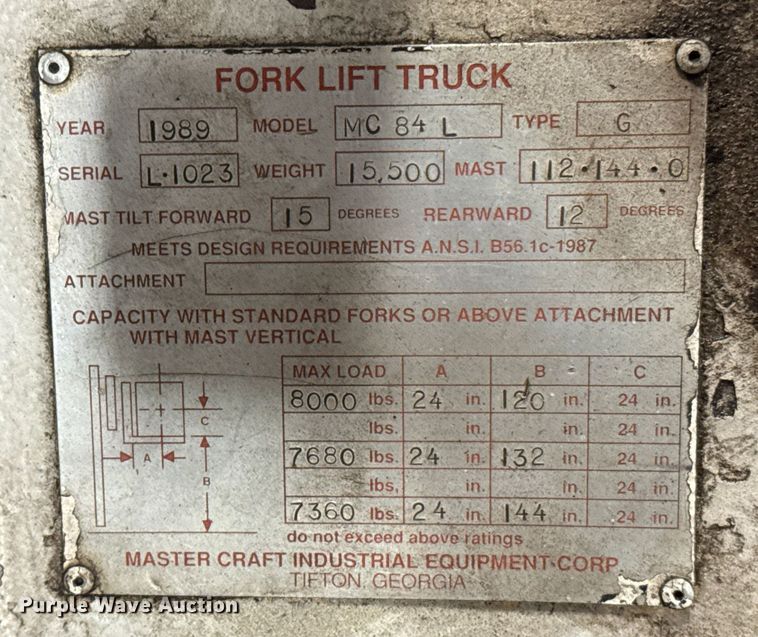 FORK LIFT TRUCK
YEAR 1989 MODEL MC 84 L TYPE G
SERIAL L-1023 WEIGHT 15,500 MAST 112-144-0
MAST TILT FORWARD 15 DEGREES REARWARD 12 DEGREES
MEETS DESIGN REQUIREMENTS A.N.S.I. B56.1c-1987
ATTACHMENT
CAPACITY WITH STANDARD FORKS OR ABOVE ATTACHMENT
WITH MAST VERTICAL
MAX LOAD A B C
8000 lbs. 24 in. 120 in. 24 in.
lbs. in. in. 24 in.
7680 lbs. 24 in. 132 in. 24 in.
lbs. in. in. 24 in.
7360 lbs. 24 in. 144 in. 24 in.
C
A
B
do not exceed above ratings
MASTER CRAFT INDUSTRIAL EQUIPMENT CORP
TIFTON, GEORGIA
Purple Wave Auction